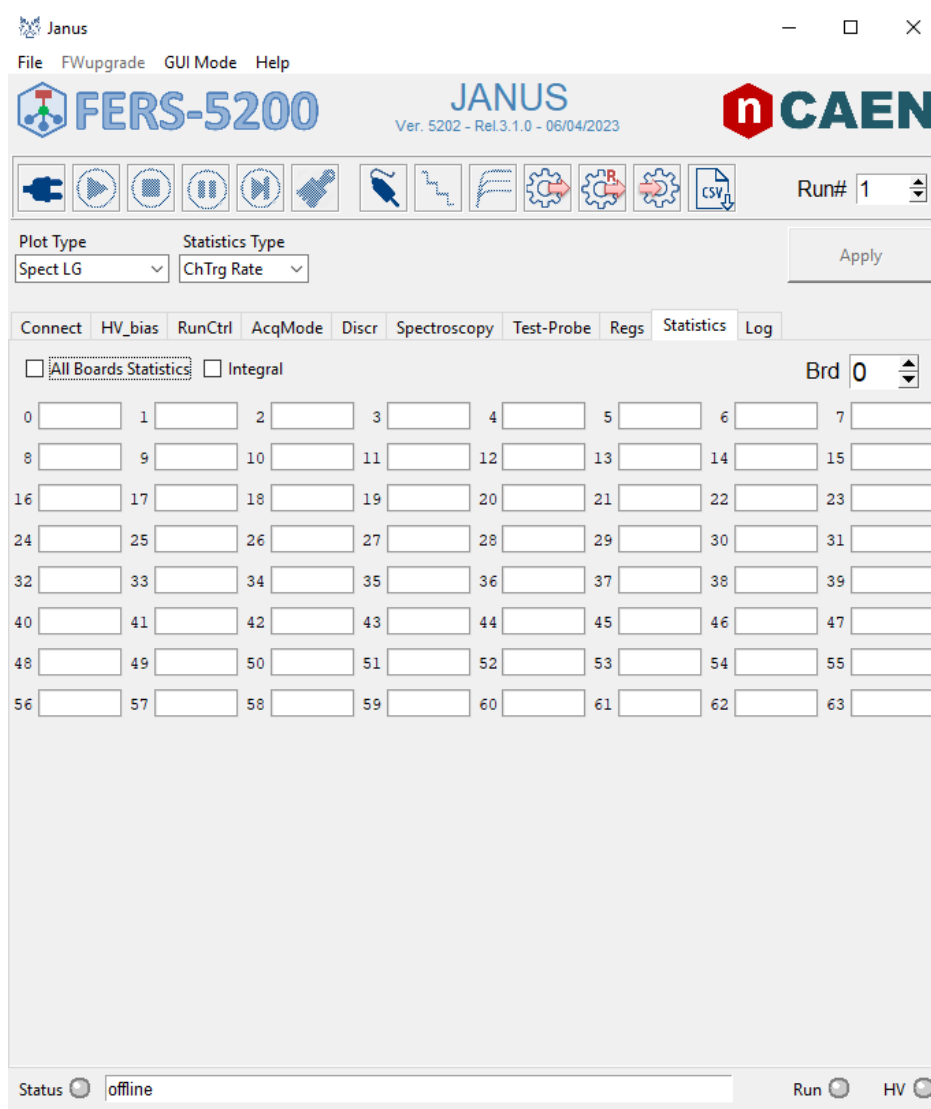 Janus
File FWupgrade GUI Mode Help
FERS-5200
JANUS
Ver. 5202 - Rel.3.1.0 - 06/04/2023
n CAEN
R
CSV
Run# 1
Plot Type
Statistics Type
Spect LG
ChTrg Rate
Apply
Connect HV_bias RunCtrl AcqMode Discr Spectroscopy Test-Probe Regs Statistics Log
All Boards Statistics Integral Brd 0
0 1 2 3 4 5 6 7
8 9 10 11 12 13 14 15
16 17 18 19 20 21 22 23
24 25 26 27 28 29 30 31
32 33 34 35 36 37 38 39
40 41 42 43 44 45 46 47
48 49 50 51 52 53 54 55
56 57 58 59 60 61 62 63
Status offline Run HV